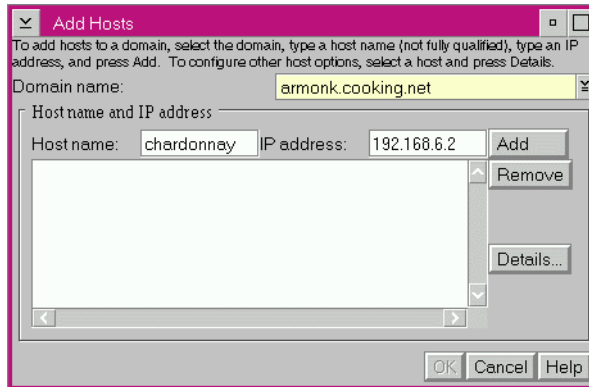 Add Hosts
To add hosts to a domain, select the domain, type a host name (not fully qualified), type an IP
address, and press Add. To configure other host options, select a host and press Details.
Domain name: armonk.cooking.net
Host name and IP address
Host name: chardonnay IP address: 192.168.6.2 Add
Remove
Details...
OK Cancel Help